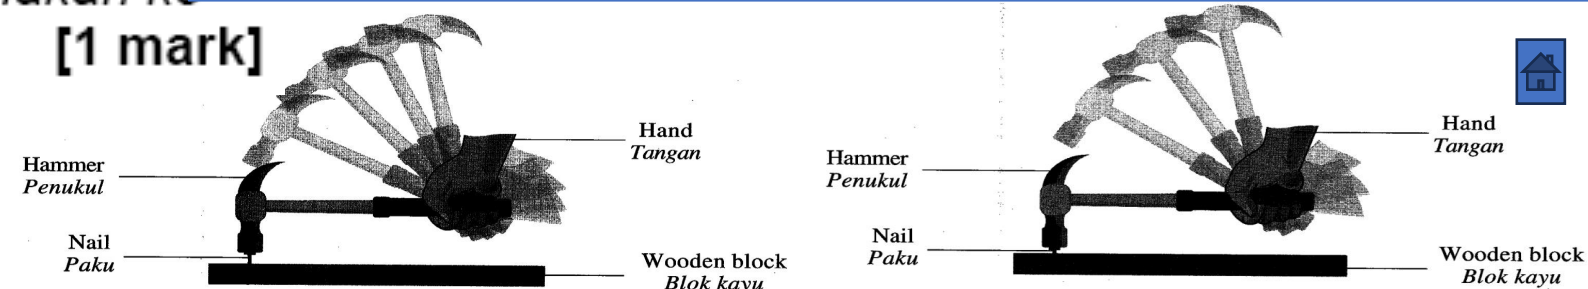 [1 mark]
Hand
Tangan
Hammer
Penukul
Nail
Paku
Wooden block
Blok kayu
Hand
Tangan
Hammer
Penukul
Nail
Paku
Wooden block
Blok kayu